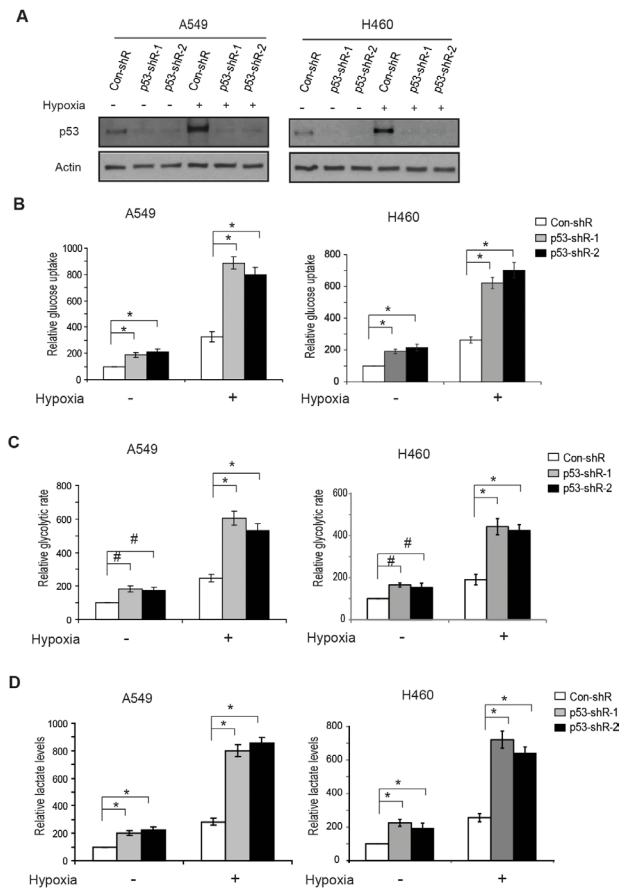 A
A549
H460
Con-shR p53-shR-1 p53-shR-2 Con-shR p53-shR-1 p53-shR-2
Con-shR p53-shR-1 p53-shR-2 Con-shR p53-shR-1 p53-shR-2
Hypoxia - - - + + + - - - + + +
p53
Actin
B
A549
Relative glucose uptake
1000
800
600
400
200
0
* * * *
Hypoxia - +
H460
Relative glucose uptake
800
600
400
200
0
* * * *
- +
Con-shR
p53-shR-1
p53-shR-2
C
A549
Relative glycolytic rate
800
600
400
200
0
# # * *
Hypoxia - +
H460
Relative glycolytic rate
600
400
200
0
# # * *
- +
Con-shR
p53-shR-1
p53-shR-2
D
A549
Relative lactate levels
1000
800
600
400
200
0
* * * *
Hypoxia - +
H460
Relative lactate levels
800
600
400
200
0
* * * *
- +
Con-shR
p53-shR-1
p53-shR-2